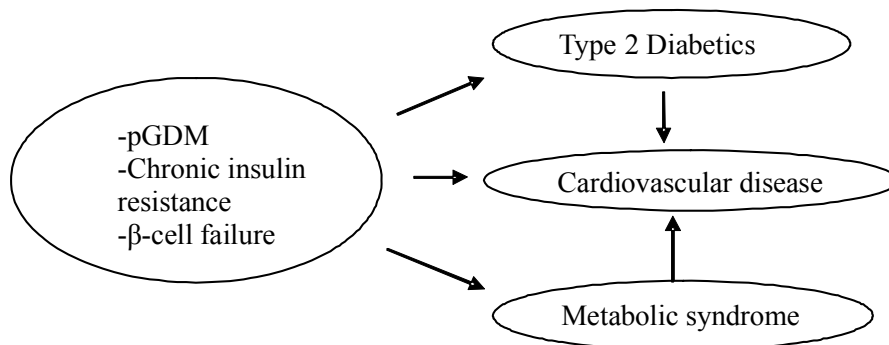 Type 2 Diabetics
-pGDM
-Chronic insulin
resistance
-β-cell failure
Cardiovascular disease
Metabolic syndrome